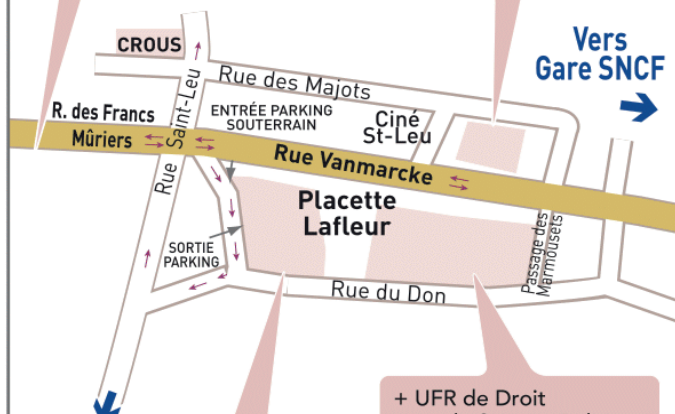 CROUS
Vers
Gare SNCF
Rue des Majots
R. des Francs
Mûriers
Rue Saint-Leu
ENTRÉE PARKING
SOUTERRAIN
Ciné
St-Leu
Rue Vanmarcke
Placette
Lafleur
SORTIE
PARKING
Passage des
Marmousets
Rue du Don
+ UFR de Droit